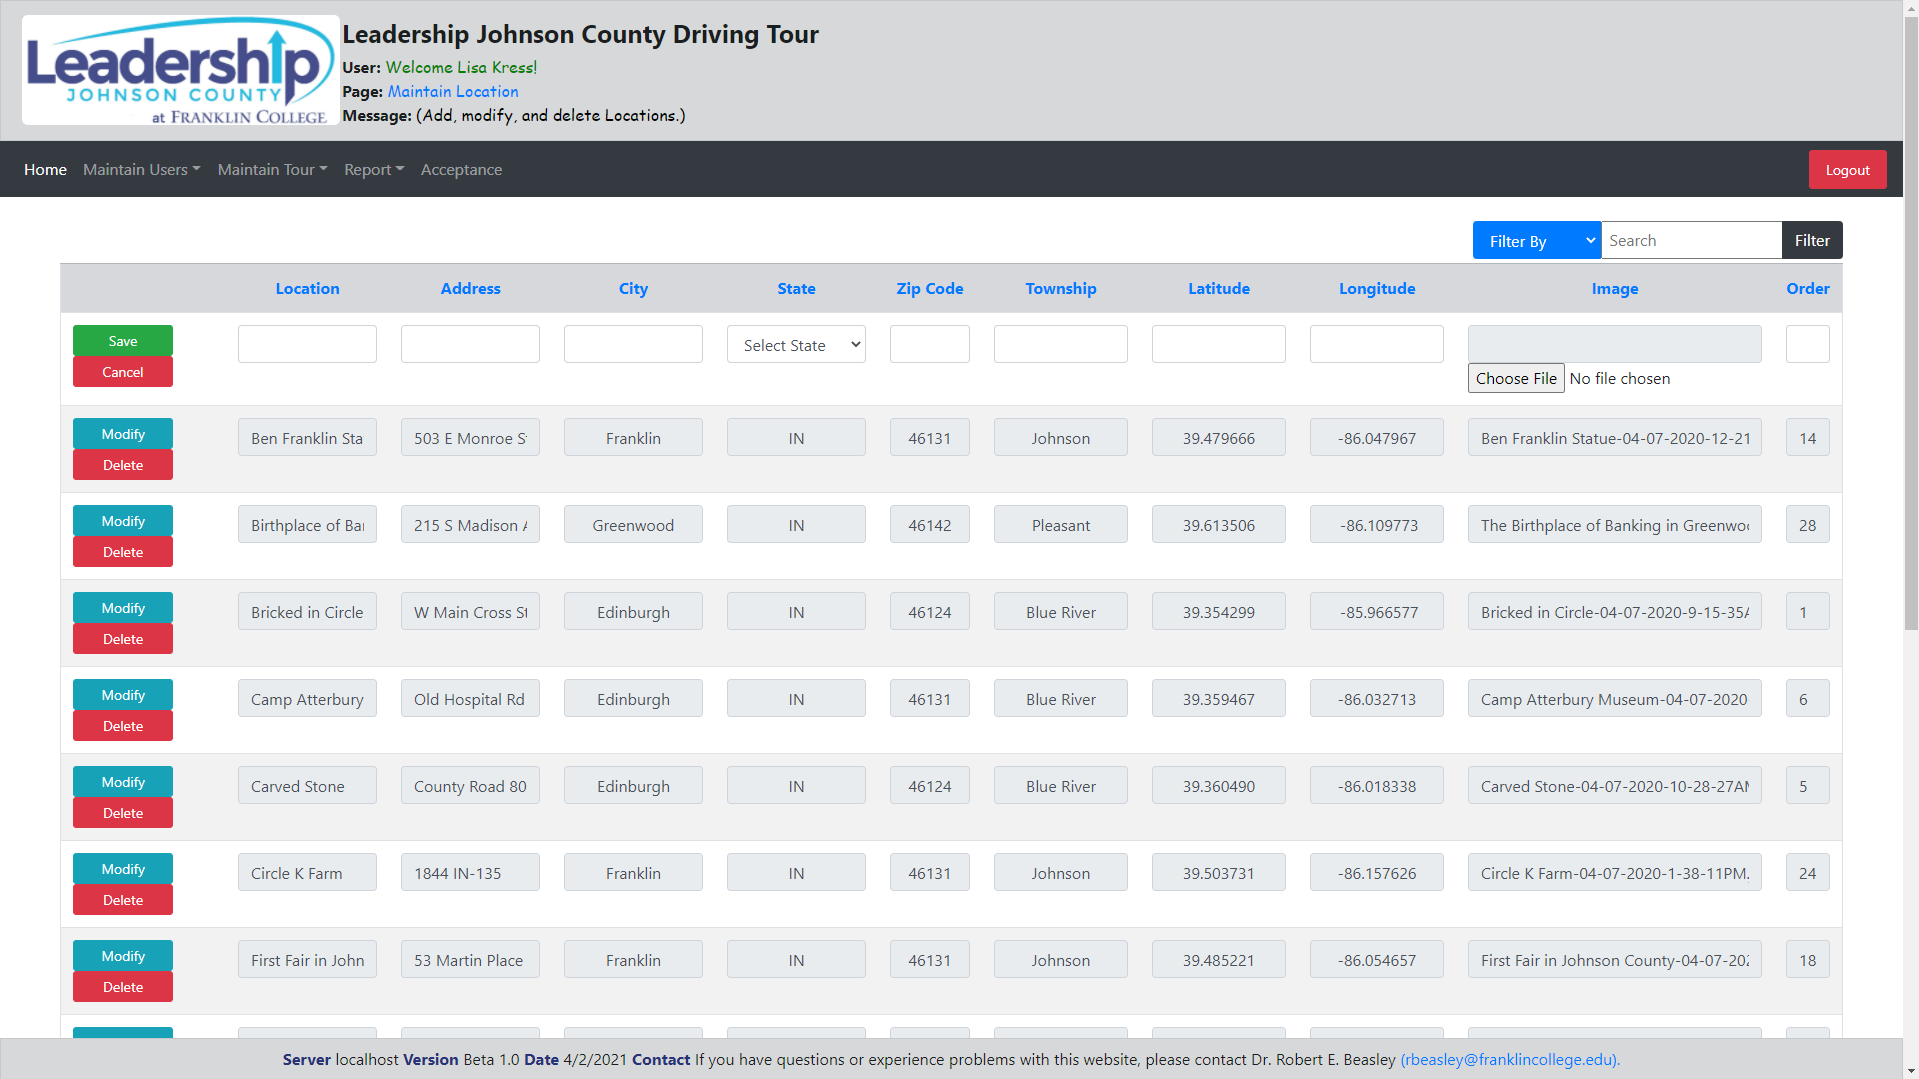 Leadership
JOHNSON COUNTY
at FRANKLIN COLLEGE
Leadership Johnson County Driving Tour
User: Welcome Lisa Kress!
Page: Maintain Location
Message: (Add, modify, and delete Locations.)
Home Maintain Users Maintain Tour Report Acceptance Logout
Filter By Search Filter
Location Address City State Zip Code Township Latitude Longitude Image Order
Save
Cancel
Select State
Choose File No file chosen
Modify
Delete
Ben Franklin Sta 503 E Monroe S Franklin IN 46131 Johnson 39.479666 -86.047967 Ben Franklin Statue-04-07-2020-12-21 14
Modify
Delete
Birthplace of Ba 215 S Madison A Greenwood IN 46142 Pleasant 39.613506 -86.109773 The Birthplace of Banking in Greenwoo 28
Modify
Delete
Bricked in Circle W Main Cross St Edinburgh IN 46124 Blue River 39.354299 -85.966577 Bricked in Circle-04-07-2020-9-15-35A 1
Modify
Delete
Camp Atterbury Old Hospital Rd Edinburgh IN 46131 Blue River 39.359467 -86.032713 Camp Atterbury Museum-04-07-2020 6
Modify
Delete
Carved Stone County Road 80 Edinburgh IN 46124 Blue River 39.360490 -86.018338 Carved Stone-04-07-2020-10-28-27AM 5
Modify
Delete
Circle K Farm 1844 IN-135 Franklin IN 46131 Johnson 39.503731 -86.157626 Circle K Farm-04-07-2020-1-38-11PM. 24
Modify
Delete
First Fair in John 53 Martin Place Franklin IN 46131 Johnson 39.485221 -86.054657 First Fair in Johnson County-04-07-202 18
Server localhost Version Beta 1.0 Date 4/2/2021 Contact If you have questions or experience problems with this website, please contact Dr. Robert E. Beasley (rbeasley@franklincollege.edu).